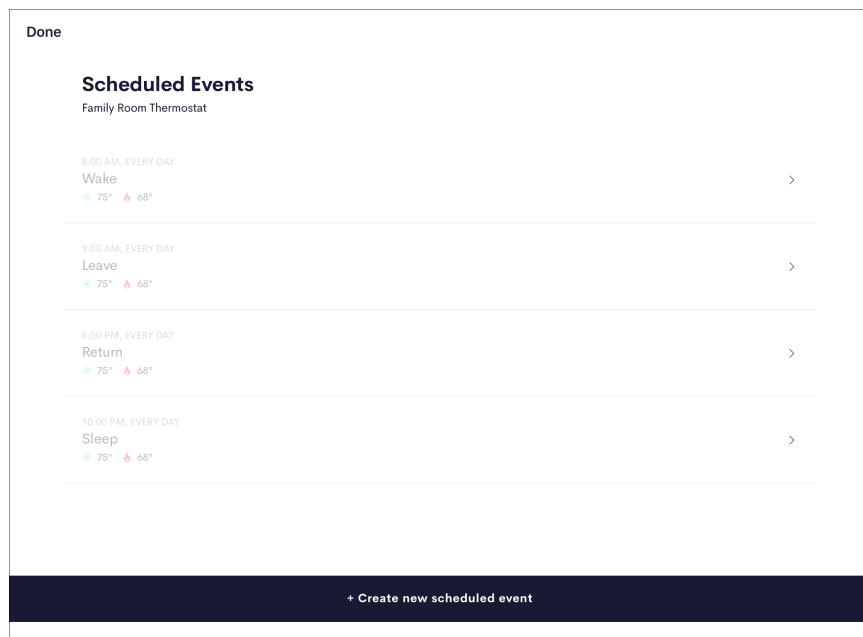 Done
Scheduled Events
Family Room Thermostat
8:00 AM, EVERY DAY
Wake
75° 68°
9:00 AM, EVERY DAY
Leave
75° 68°
6:00 PM, EVERY DAY
Return
75° 68°
10:00 PM, EVERY DAY
Sleep
75° 68°
+ Create new scheduled event